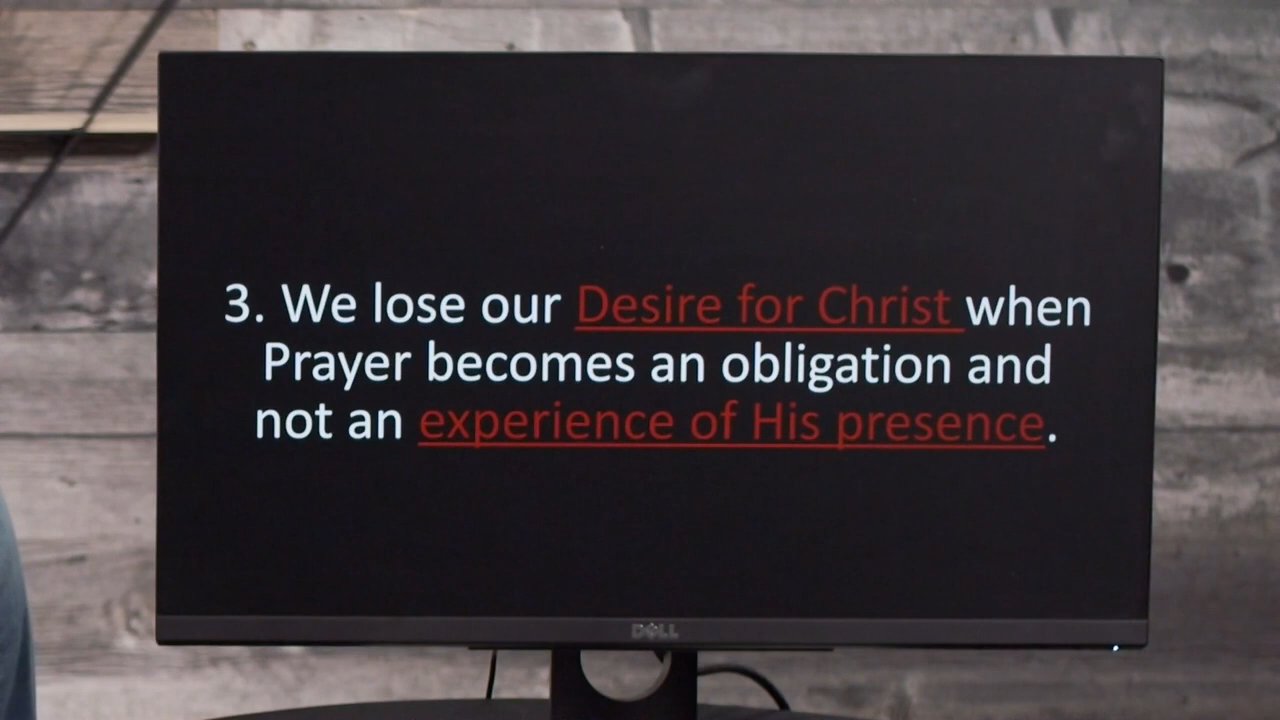 3. We lose our Desire for Christ when
Prayer becomes an obligation and
not an experience of His presence.
DELL